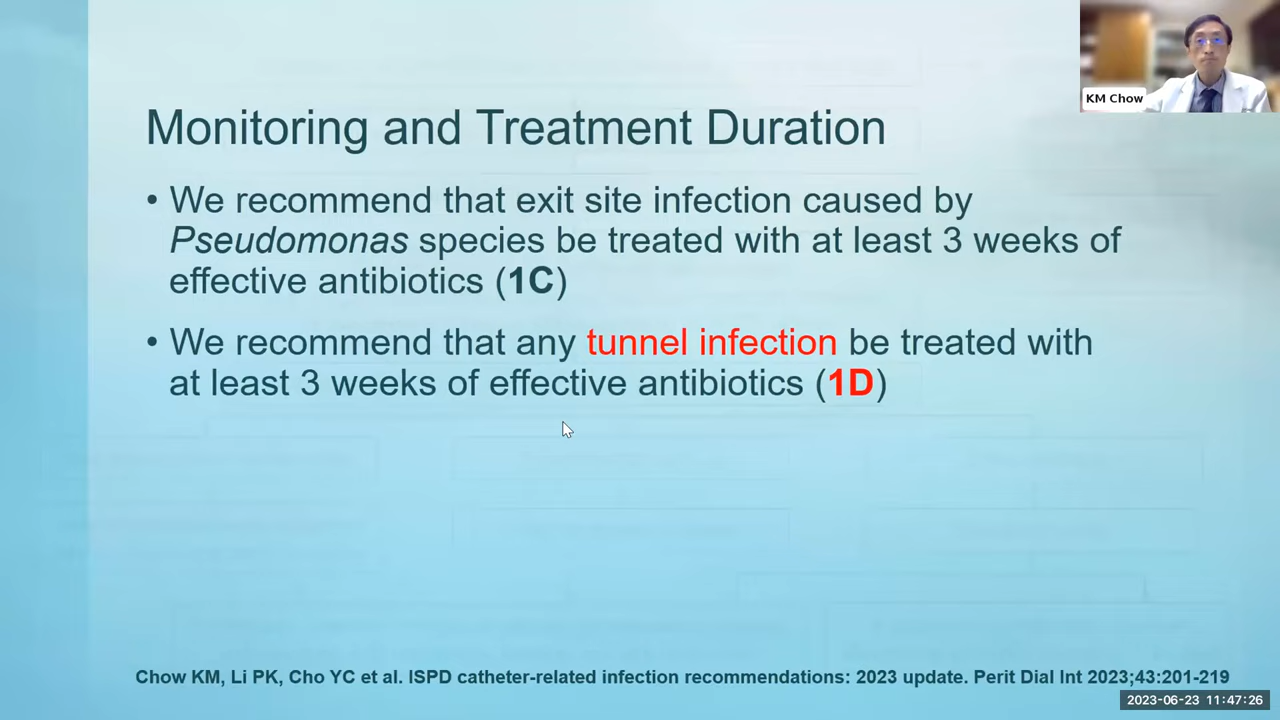 KM Chow
Monitoring and Treatment Duration
• We recommend that exit site infection caused by
Pseudomonas species be treated with at least 3 weeks of
effective antibiotics (1C)
• We recommend that any tunnel infection be treated with
at least 3 weeks of effective antibiotics (1D)
Chow KM, Li PK, Cho YC et al. ISPD catheter-related infection recommendations: 2023 update. Perit Dial Int 2023;43:201-219
2023-06-23 11:47:26